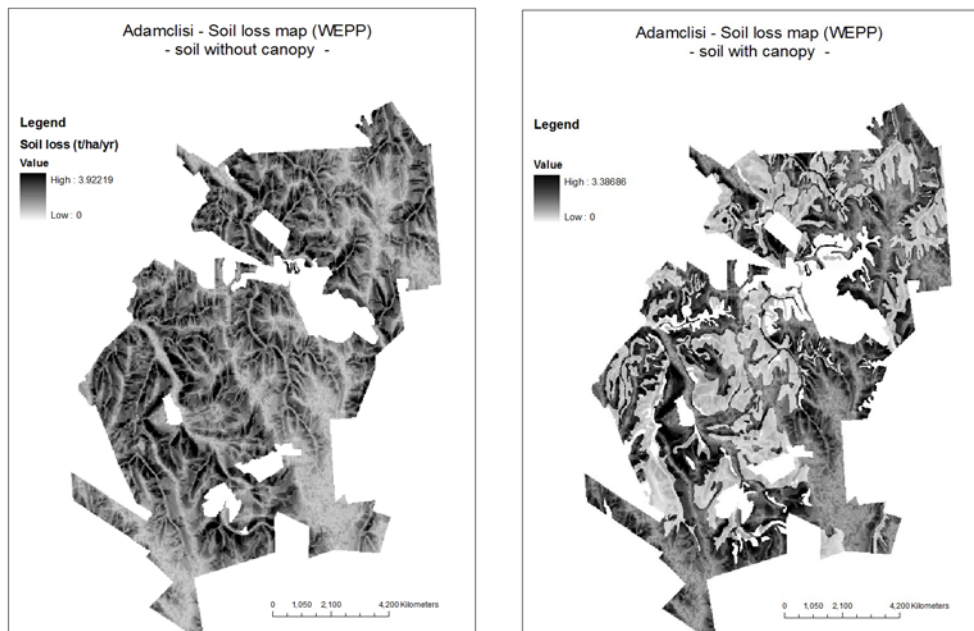 Adamclisi - Soil loss map (WEPP)
- soil without canopy -
Legend
Soil loss (t/ha/yr)
Value
High : 3.92219
Low : 0
0 1,050 2,100 4,200 Kilometers
Adamclisi - Soil loss map (WEPP)
- soil with canopy -
Legend
Value
High : 3.38686
Low : 0
0 1,050 2,100 4,200 Kilometers